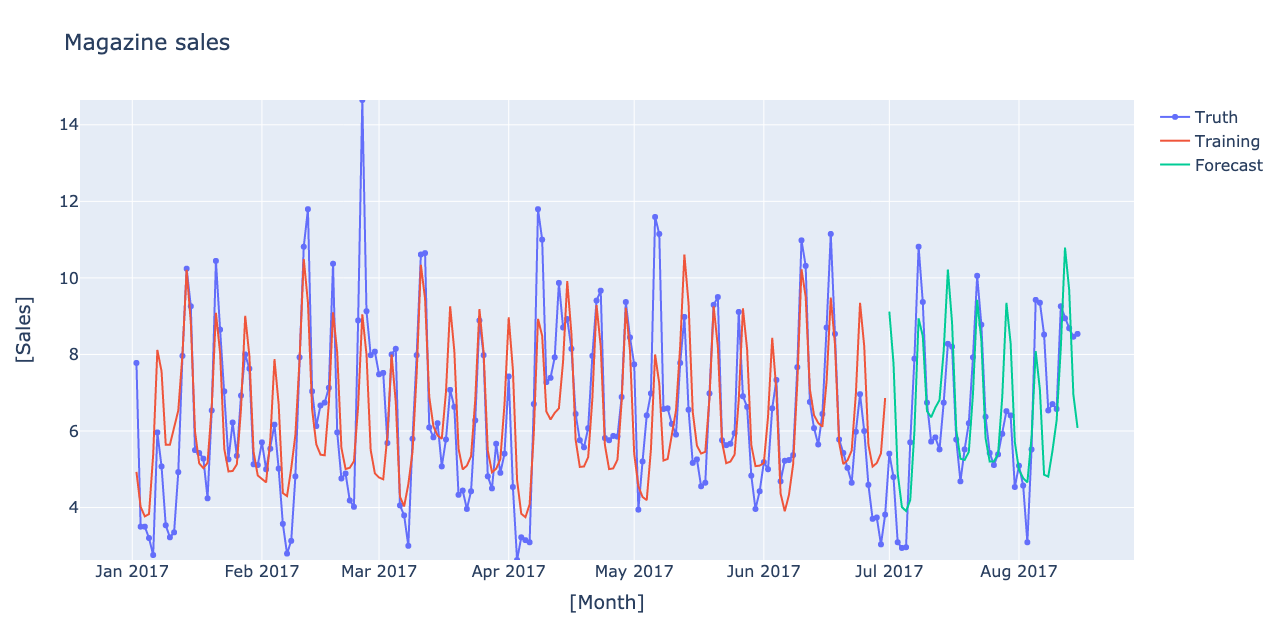 Magazine sales
Truth
Training
Forecast
14
12
10
8
6
4
[Sales]
Jan 2017
Feb 2017
Mar 2017
Apr 2017
May 2017
Jun 2017
Jul 2017
Aug 2017
[Month]